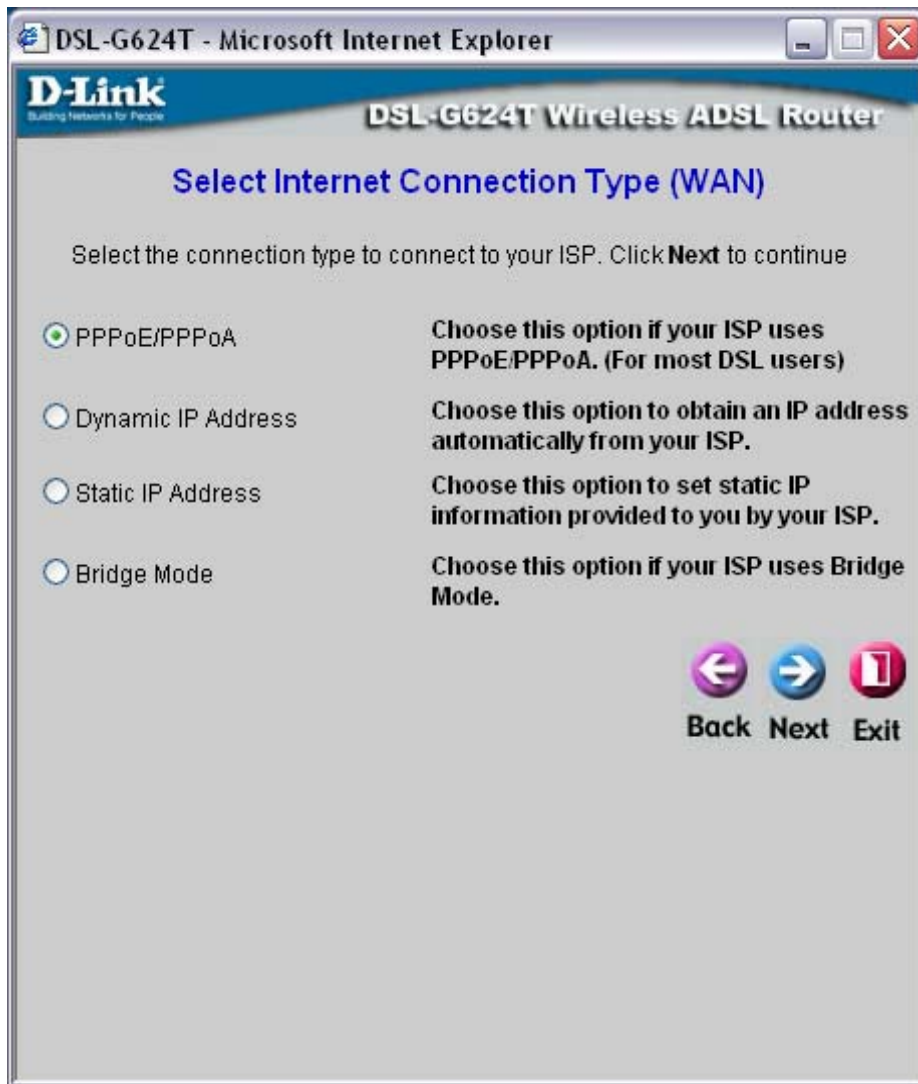 DSL-G624T - Microsoft Internet Explorer
D-Link
Building Networks for People
DSL-G624T Wireless ADSL Router
Select Internet Connection Type (WAN)
Select the connection type to connect to your ISP. Click Next to continue
PPPoE/PPPoA
Choose this option if your ISP uses
PPPoE/PPPoA. (For most DSL users)
Dynamic IP Address
Choose this option to obtain an IP address
automatically from your ISP.
Static IP Address
Choose this option to set static IP
information provided to you by your ISP.
Bridge Mode
Choose this option if your ISP uses Bridge
Mode.
Back Next Exit